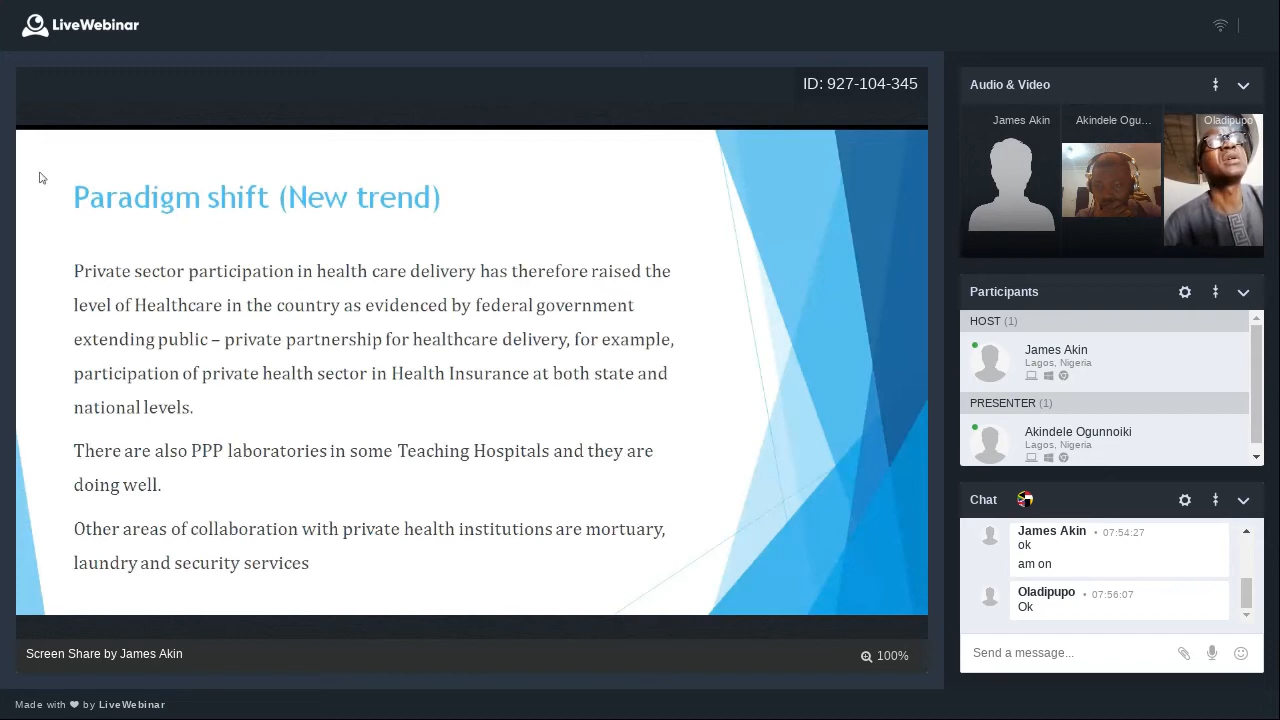 LiveWebinar
ID: 927-104-345
Paradigm shift (New trend)
Private sector participation in health care delivery has therefore raised the
level of Healthcare in the country as evidenced by federal government
extending public – private partnership for healthcare delivery, for example,
participation of private health sector in Health Insurance at both state and
national levels.
There are also PPP laboratories in some Teaching Hospitals and they are
doing well.
Other areas of collaboration with private health institutions are mortuary,
laundry and security services
Screen Share by James Akin
100%
Made with ❤ by LiveWebinar
Audio & Video
James Akin
Akindele Ogu...
Oladipupo
Participants
HOST (1)
James Akin
Lagos, Nigeria
PRESENTER (1)
Akindele Ogunnoiki
Lagos, Nigeria
Chat
James Akin • 07:54:27
ok
am on
Oladipupo • 07:56:07
Ok
Send a message...